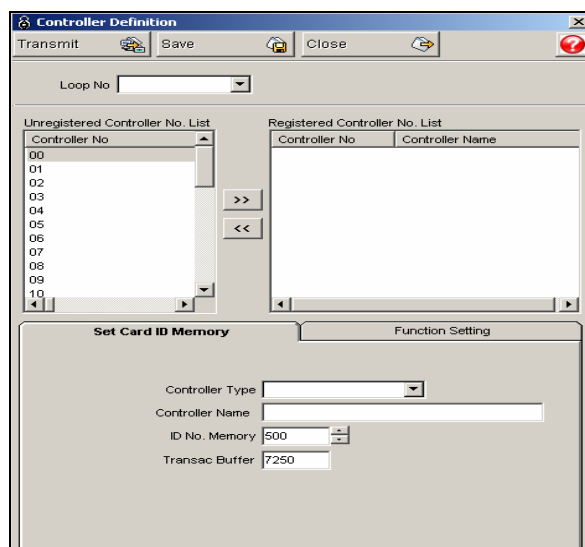 Controller Definition
Transmit Save Close
Loop No
Unregistered Controller No. List Registered Controller No. List
Controller No Controller No Controller Name
00
01
02
03
04
05
06
07
08
09
10
>>
<<
Set Card ID Memory Function Setting
Controller Type
Controller Name
ID No. Memory 500
Transac Buffer 7250